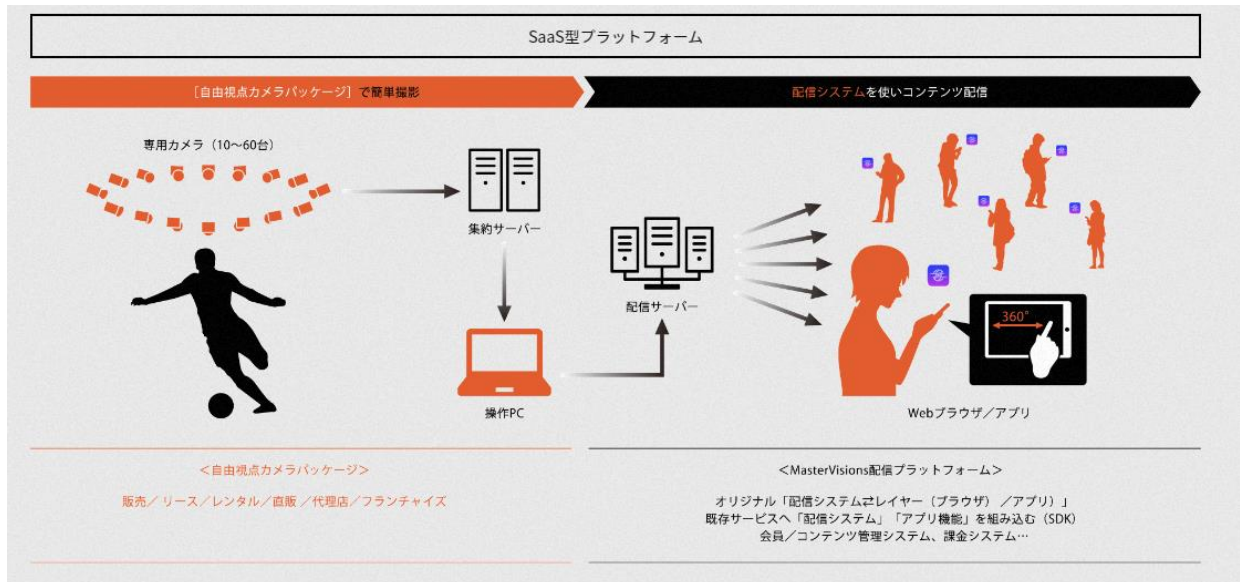 SaaS型プラットフォーム
[自由視点カメラパッケージ] で簡単撮影
配信システムを使いコンテンツ配信
専用カメラ（10〜60台）
集約サーバー
配信サーバー
操作PC
360°
Webブラウザ／アプリ
＜自由視点カメラパッケージ＞
販売／ リース／レンタル／直販 ／代理店／フランチャイズ
＜MasterVisions配信プラットフォーム＞
オリジナル「配信システム⇄レイヤー（ブラウザ） ／アプリ）」
既存サービスへ「配信システム」「アプリ機能」を組み込む（SDK）
会員／コンテンツ管理システム、課金システム…